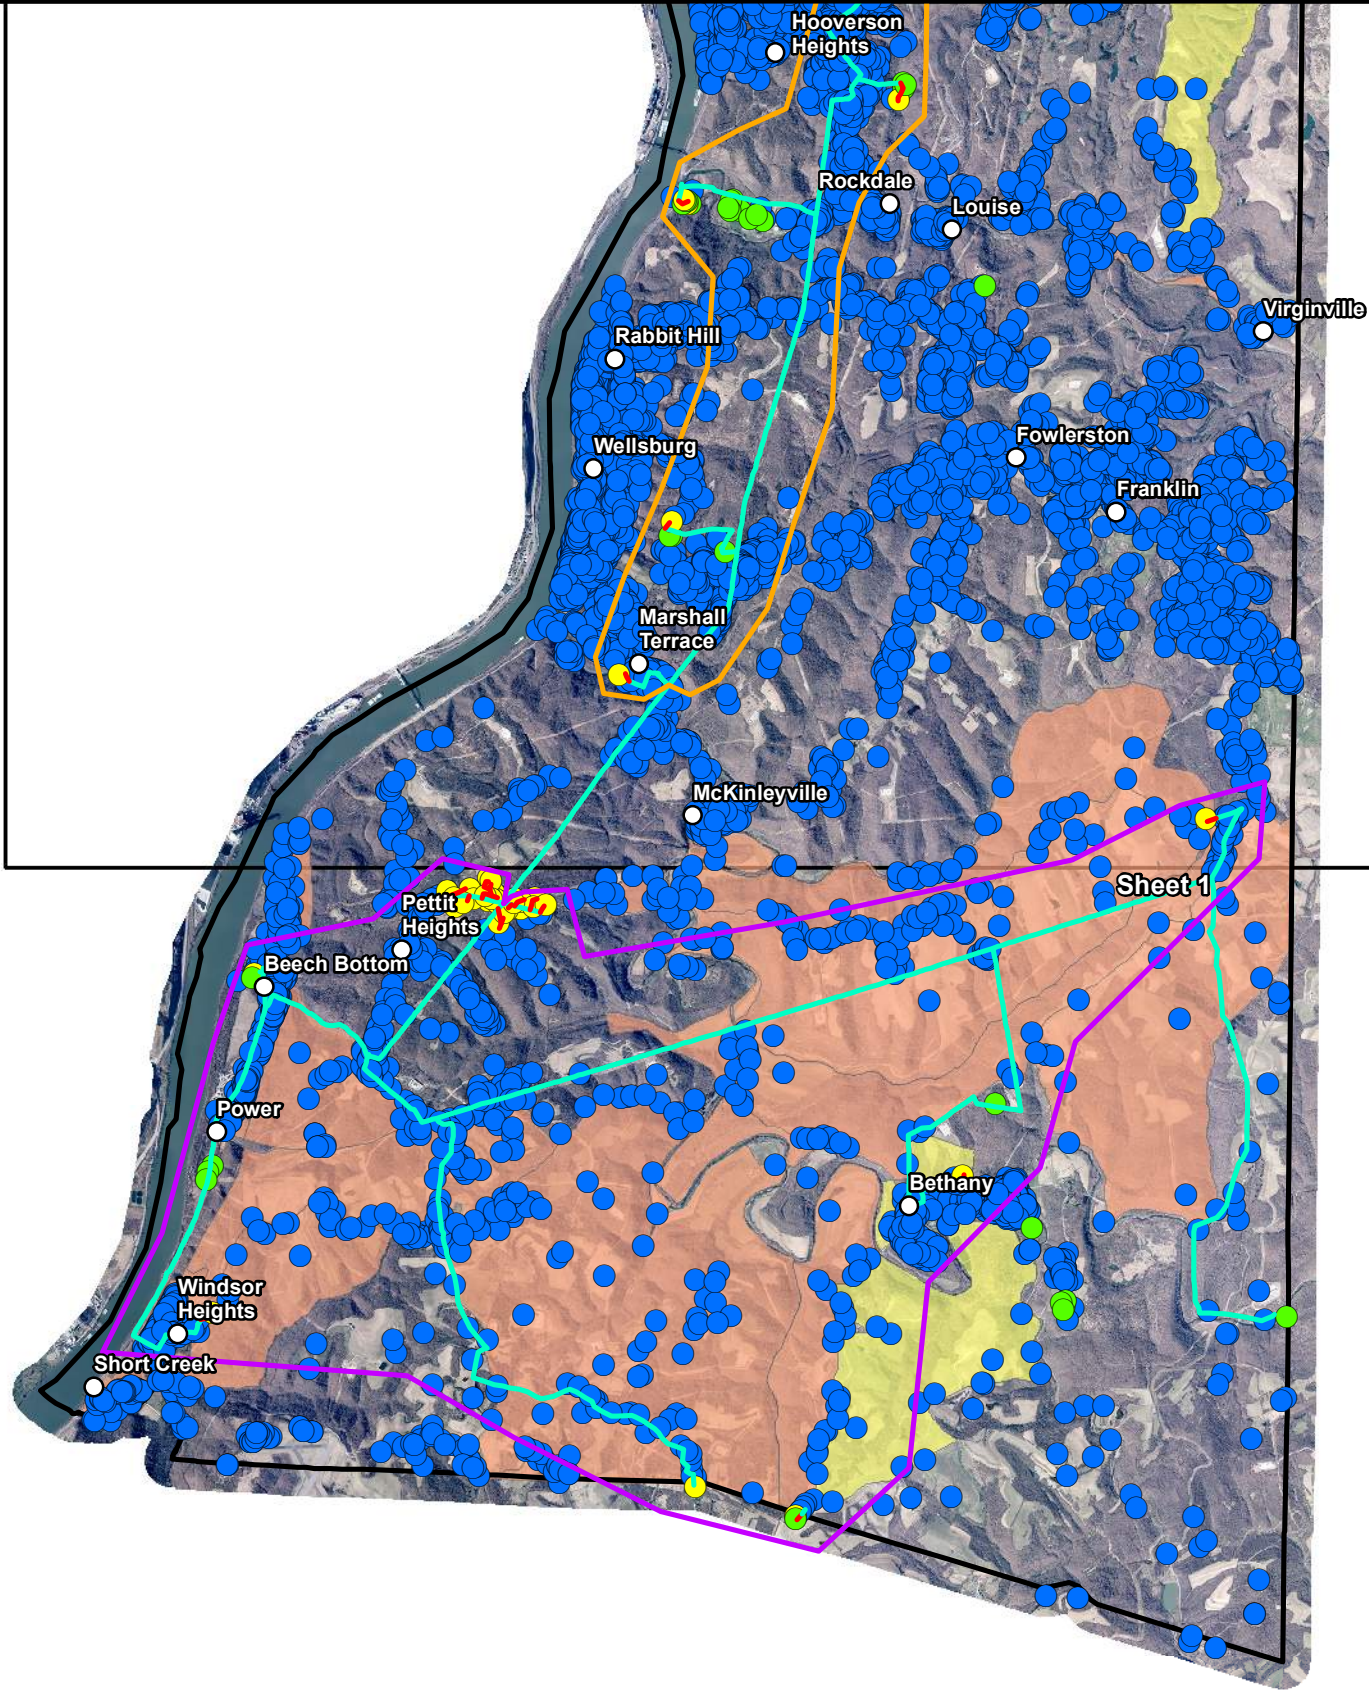 Hooverson
Heights
Rockdale
Louise
Virginville
Rabbit Hill
Fowlerston
Wellsburg
Franklin
Marshall
Terrace
McKinleyville
Sheet 1
Pettit
Heights
Beech Bottom
Power
Bethany
Windsor
Heights
Short Creek